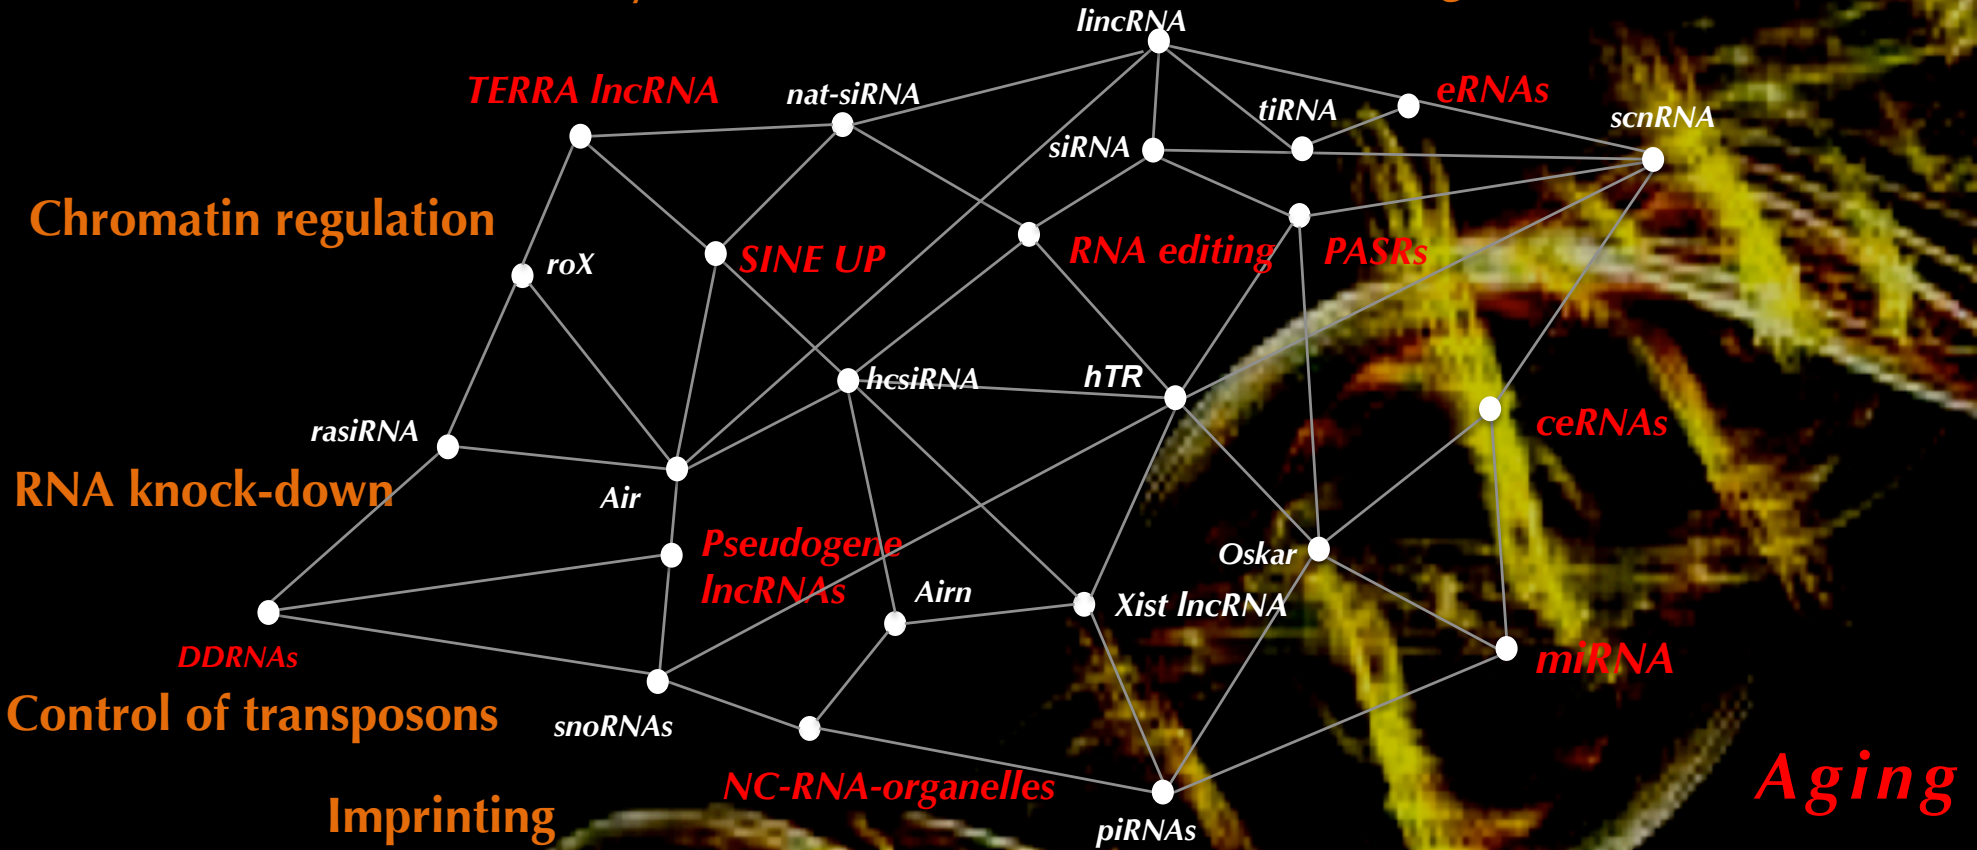 lincRNA
TERRA lncRNA
nat-siRNA
eRNAs
tiRNA
scnRNA
siRNA
Chromatin regulation
roX
SINE UP
RNA editing
PASRs
hcsiRNA
hTR
rasiRNA
ceRNAs
RNA knock-down
Air
Pseudogene
lncRNAs
Oskar
Airn
Xist lncRNA
DDRNAs
miRNA
Control of transposons
snoRNAs
NC-RNA-organelles
Aging
Imprinting
piRNAs